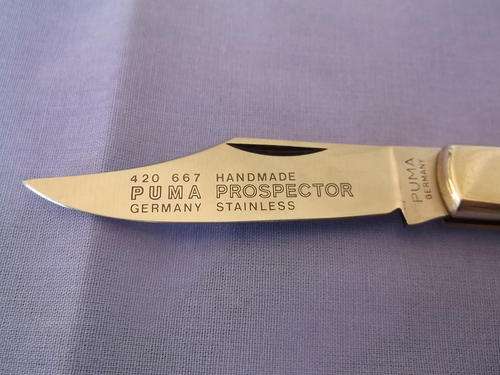 420 667 HANDMADE
PUMA PROSPECTOR
GERMANY STAINLESS
PUMA
GERMANY